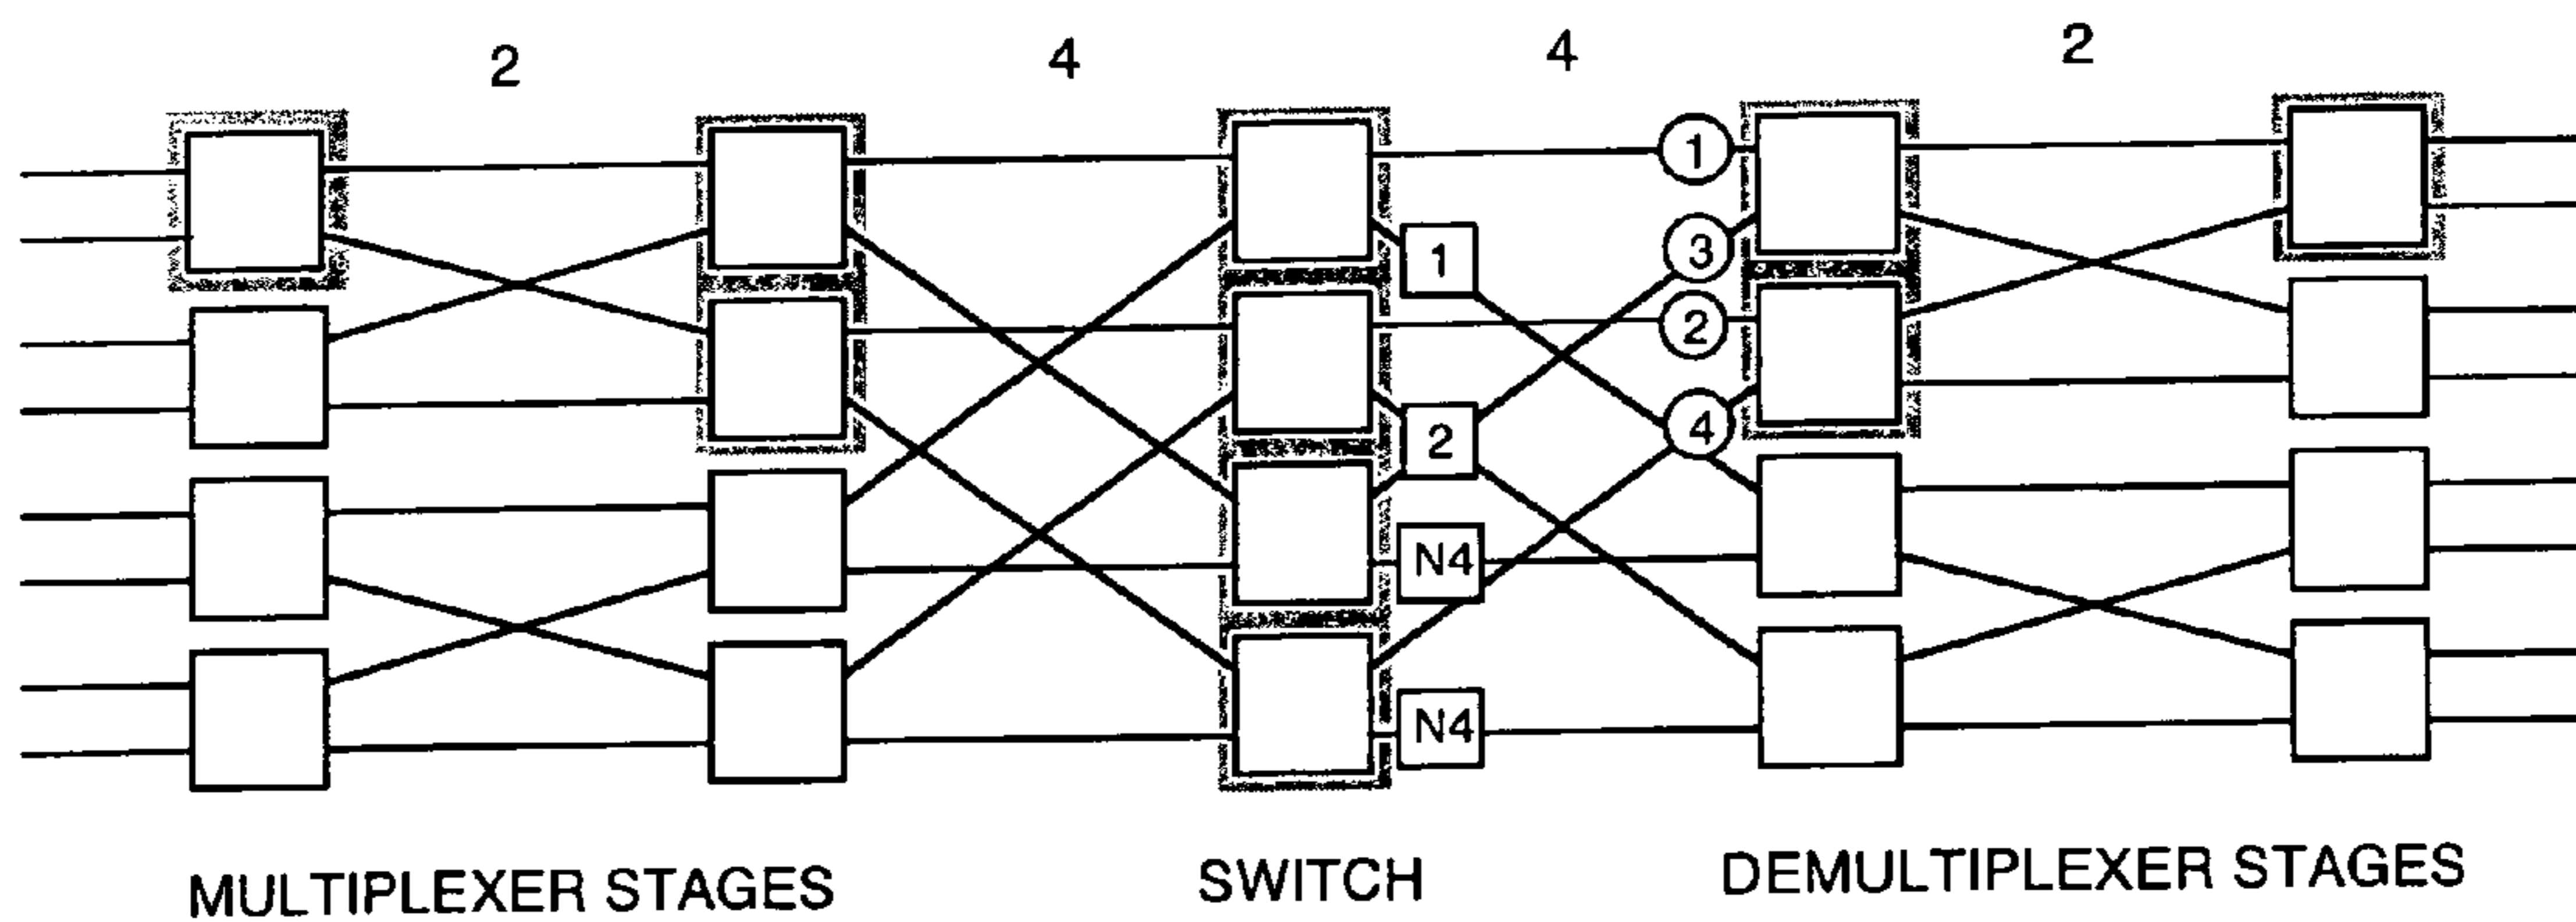 2 4 4 2
1
1
3
2
2
4
N4
N4
MULTIPLEXER STAGES SWITCH DEMULTIPLEXER STAGES